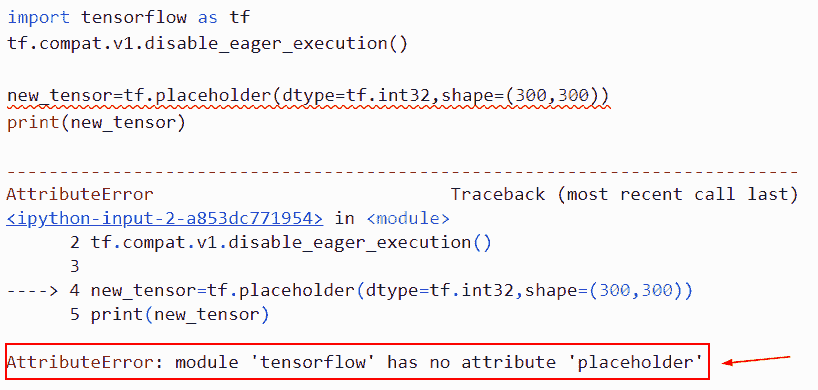 import tensorflow as tf
tf.compat.v1.disable_eager_execution()
new_tensor=tf.placeholder(dtype=tf.int32,shape=(300,300))
print(new_tensor)
---------------------------------------------------------------------------
AttributeError                            Traceback (most recent call last)
<ipython-input-2-a853dc771954> in <module>
      2 tf.compat.v1.disable_eager_execution()
      3
----> 4 new_tensor=tf.placeholder(dtype=tf.int32,shape=(300,300))
      5 print(new_tensor)
AttributeError: module 'tensorflow' has no attribute 'placeholder'